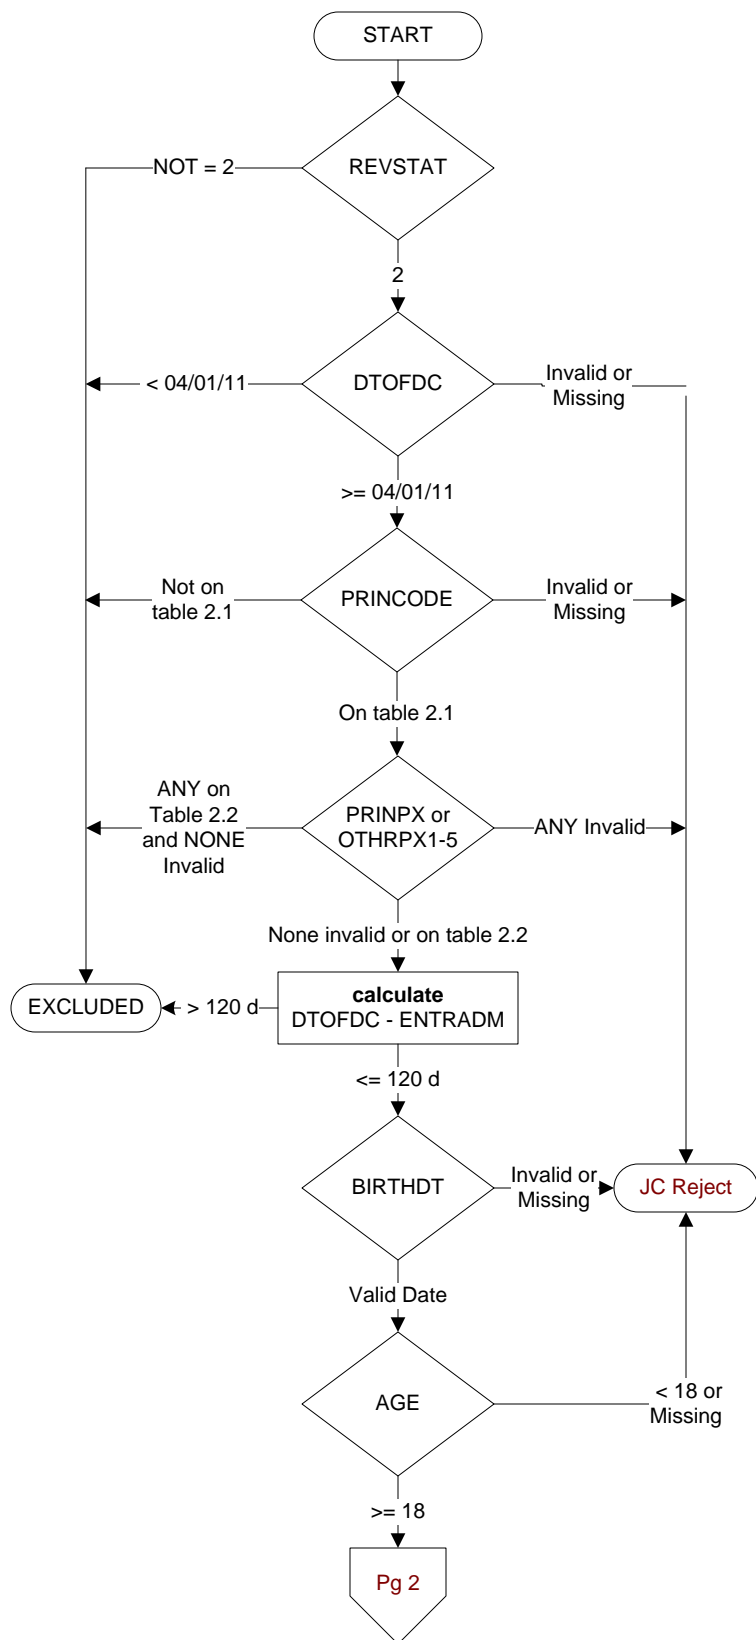 START
REVSTAT
NOT = 2
2
DTOFDC
< 04/01/11
Invalid or
Missing
>= 04/01/11
PRINCODE
Not on
table 2.1
Invalid or
Missing
On table 2.1
PRINPX or
OTHRPX1-5
ANY on
Table 2.2
and NONE
Invalid
ANY Invalid
None invalid or on table 2.2
calculate
DTOFDC - ENTRADM
> 120 d
EXCLUDED
<= 120 d
BIRTHDT
Invalid or
Missing
JC Reject
Valid Date
AGE
< 18 or
Missing
>= 18
Pg 2